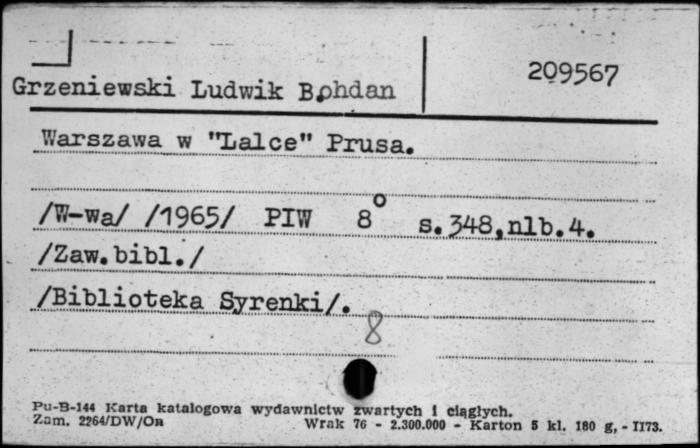 209567
Grzeniewski Ludwik Bohdan
Warszawa w "Lalce" Prusa.
/W-wa/ /1965/ PIW 8° s.348,nlb.4.
/Zaw.bibl./
/Biblioteka Syrenki/.
8
Pu-B-144 Karta katalogowa wydawnictw zwartych i ciągłych.
Zam. 2264/DW/On Wrak 76 - 2.300.000 - Karton 5 kl. 180 g, - II73.